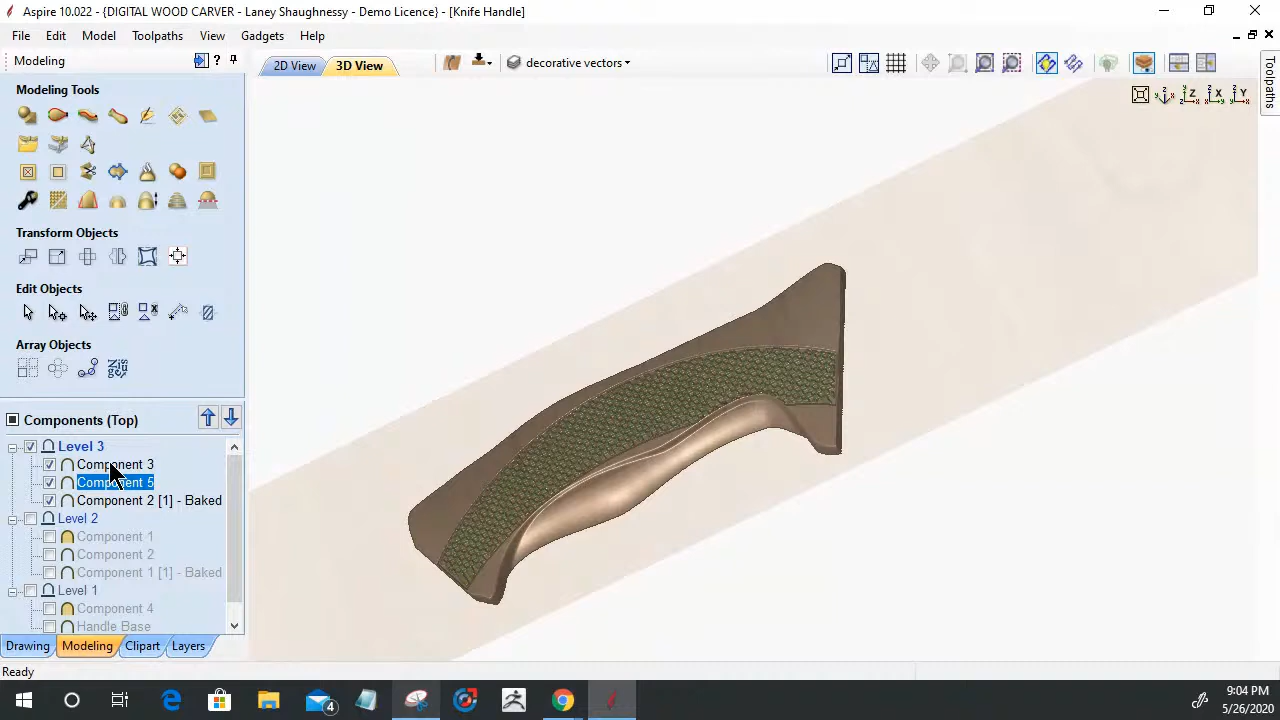 Aspire 10.022 - {DIGITAL WOOD CARVER - Laney Shaughnessy - Demo Licence} - [Knife Handle]
File Edit Model Toolpaths View Gadgets Help
Modeling
2D View 3D View decorative vectors
Toolpaths
Modeling Tools
Z X Y
Transform Objects
Edit Objects
Array Objects
Components (Top)
Level 3
Component 3
Component 5
Component 2 [1] - Baked
Level 2
Component 1
Component 2
Component 1 [1] - Baked
Level 1
Component 4
Handle Base
Drawing Modeling Clipart Layers
Ready
4
9:04 PM
5/26/2020